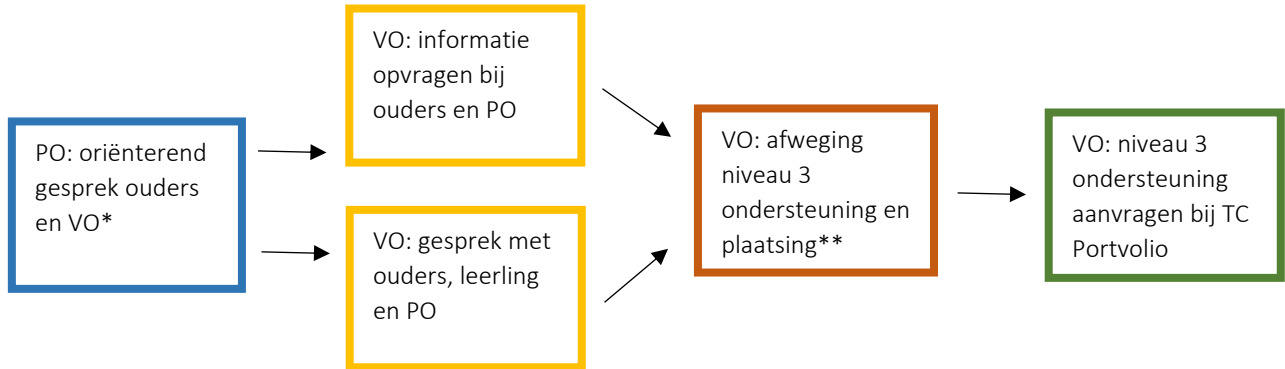 PO: oriënterend
gesprek ouders
en VO*
VO: informatie
opvragen bij
ouders en PO
VO: gesprek met
ouders, leerling
en PO
VO: afweging
niveau 3
ondersteuning en
plaatsing**
VO: niveau 3
ondersteuning
aanvragen bij TC
Portvolio